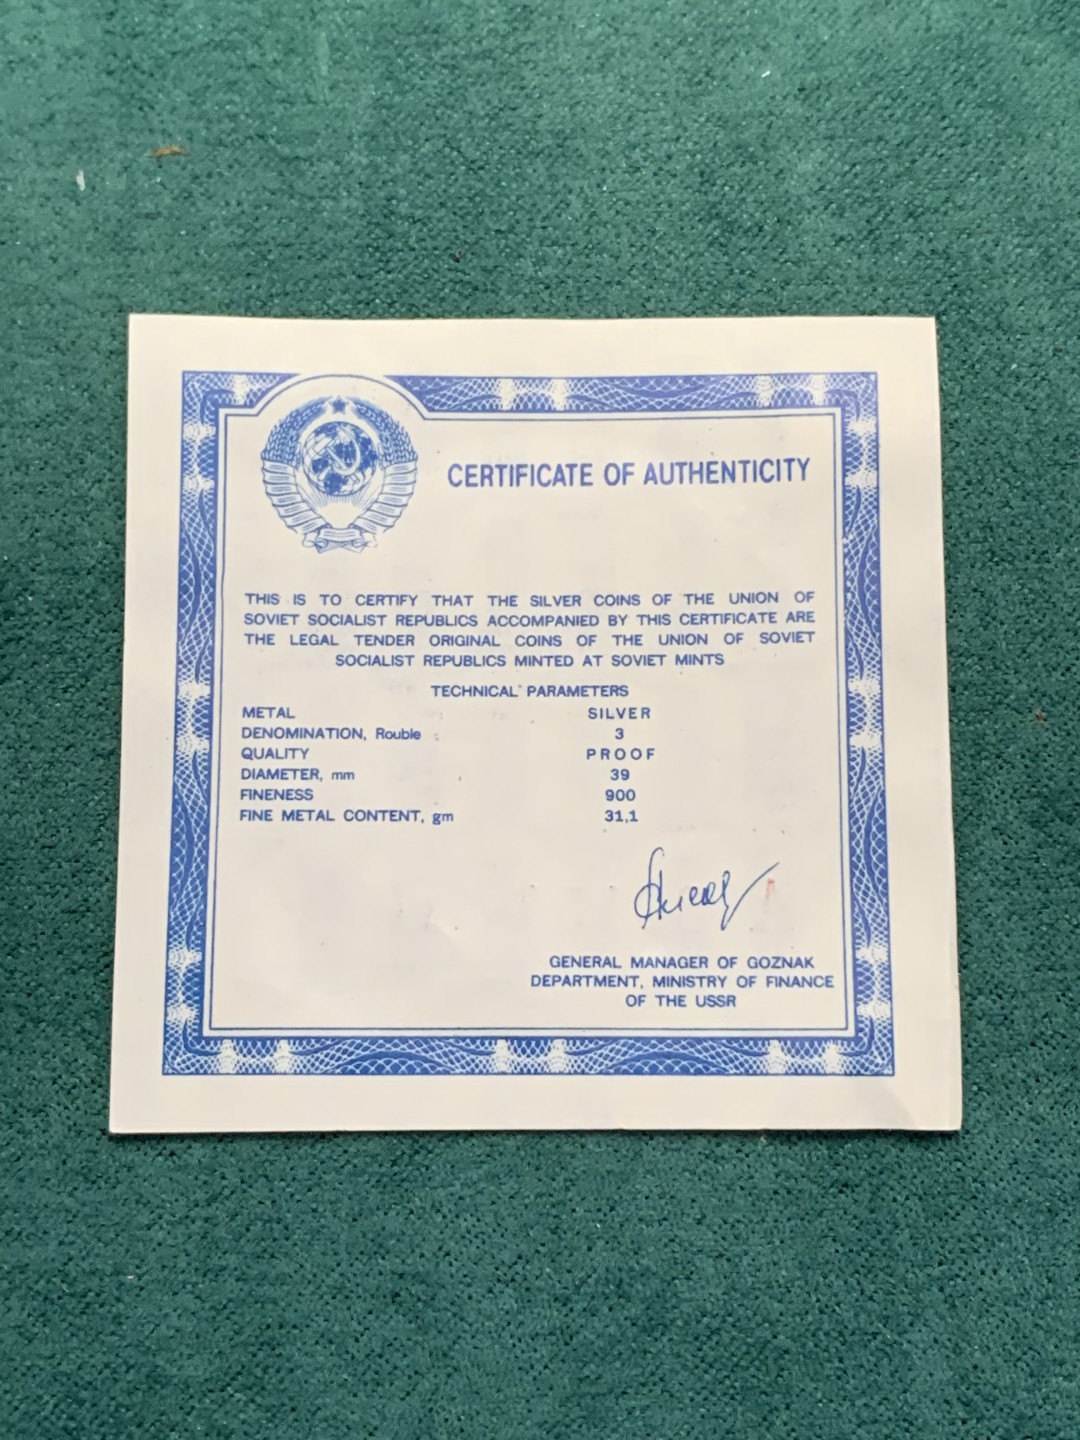 CERTIFICATE OF AUTHENTICITY
THIS IS TO CERTIFY THAT THE SILVER COINS OF THE UNION OF
SOVIET SOCIALIST REPUBLICS ACCOMPANIED BY THIS CERTIFICATE ARE
THE LEGAL TENDER ORIGINAL COINS OF THE UNION OF SOVIET
SOCIALIST REPUBLICS MINTED AT SOVIET MINTS
TECHNICAL PARAMETERS
METAL SILVER
DENOMINATION, Rouble 3
QUALITY PROOF
DIAMETER, mm 39
FINENESS 900
FINE METAL CONTENT, gm 31,1
GENERAL MANAGER OF GOZNAK
DEPARTMENT, MINISTRY OF FINANCE
OF THE USSR